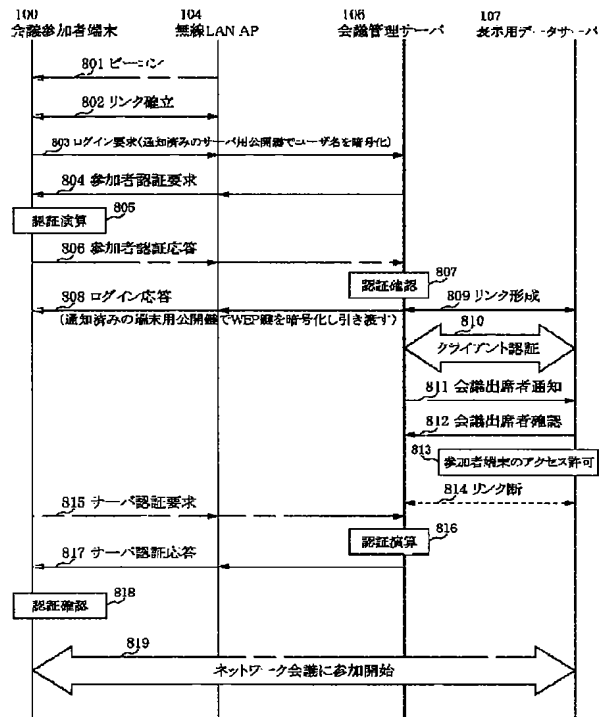 100 104 106 107
会議参加者端末 無線LAN AP 会議管理サーバ 表示用データサーバ
801 ビーコン
802 リンク確立
803 ログイン要求(通知済みのサーバ用公開鍵でユーザ名を暗号化)
804 参加者認証要求
認証演算 805
806 参加者認証応答
認証確認 807
808 ログイン応答 809 リンク形成
(通知済みの端末用公開鍵でWEP鍵を暗号化し引き渡す)
810
クライアント認証
811 会議出席者通知
812 会議出席者確認
813 参加者端末のアクセス許可
814 リンク断
815 サーバ認証要求
認証演算 816
817 サーバ認証応答
認証確認 818
819
ネットワーク会議に参加開始